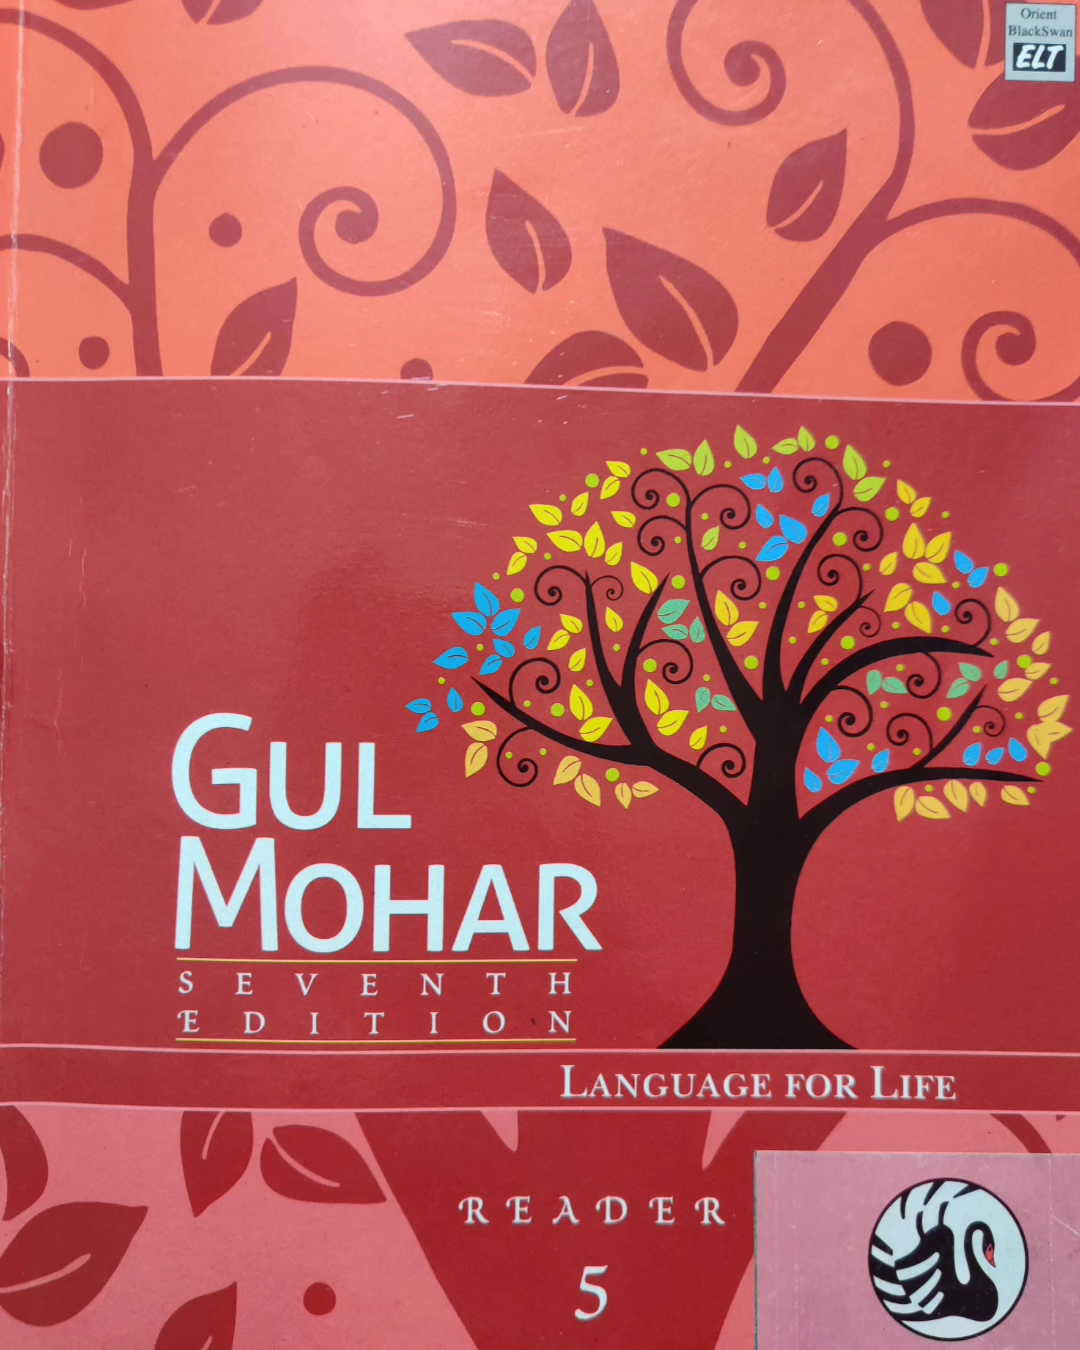 Orient
BlackSwan
ELT
GUL
MOHAR
SEVENTH
EDITION
LANGUAGE FOR LIFE
READER
5